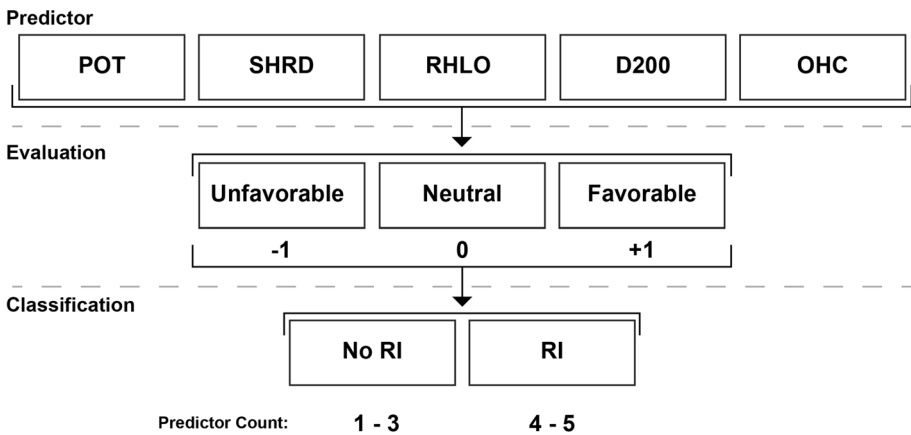 Predictor
POT SHRD RHLO D200 OHC
Evaluation
Unfavorable Neutral Favorable
-1 0 +1
Classification
No RI RI
Predictor Count: 1 - 3 4 - 5